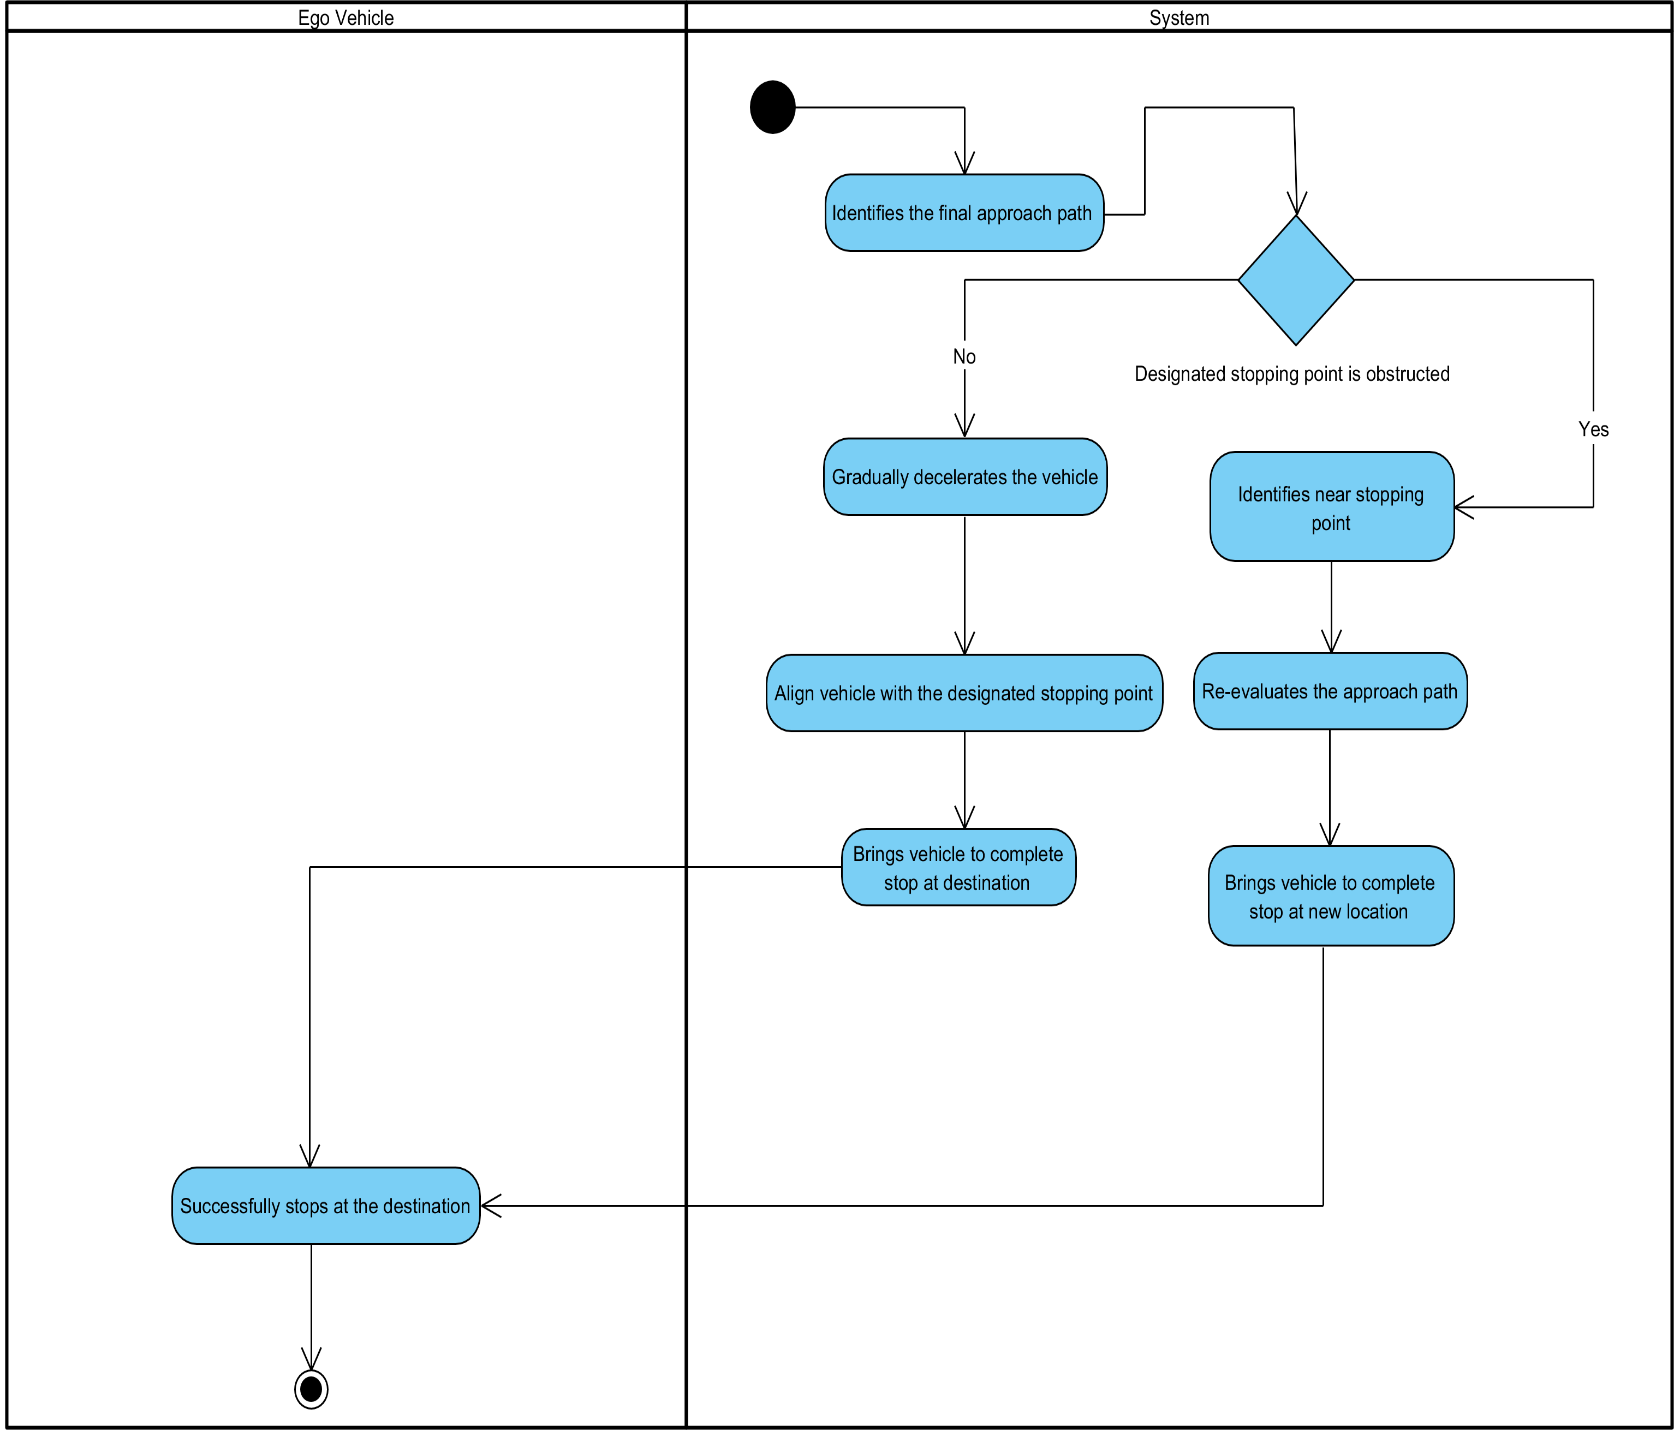 Ego Vehicle
System
Identifies the final approach path
No
Designated stopping point is obstructed
Yes
Gradually decelerates the vehicle
Identifies near stopping
point
Align vehicle with the designated stopping point
Re-evaluates the approach path
Brings vehicle to complete
stop at destination
Brings vehicle to complete
stop at new location
Successfully stops at the destination